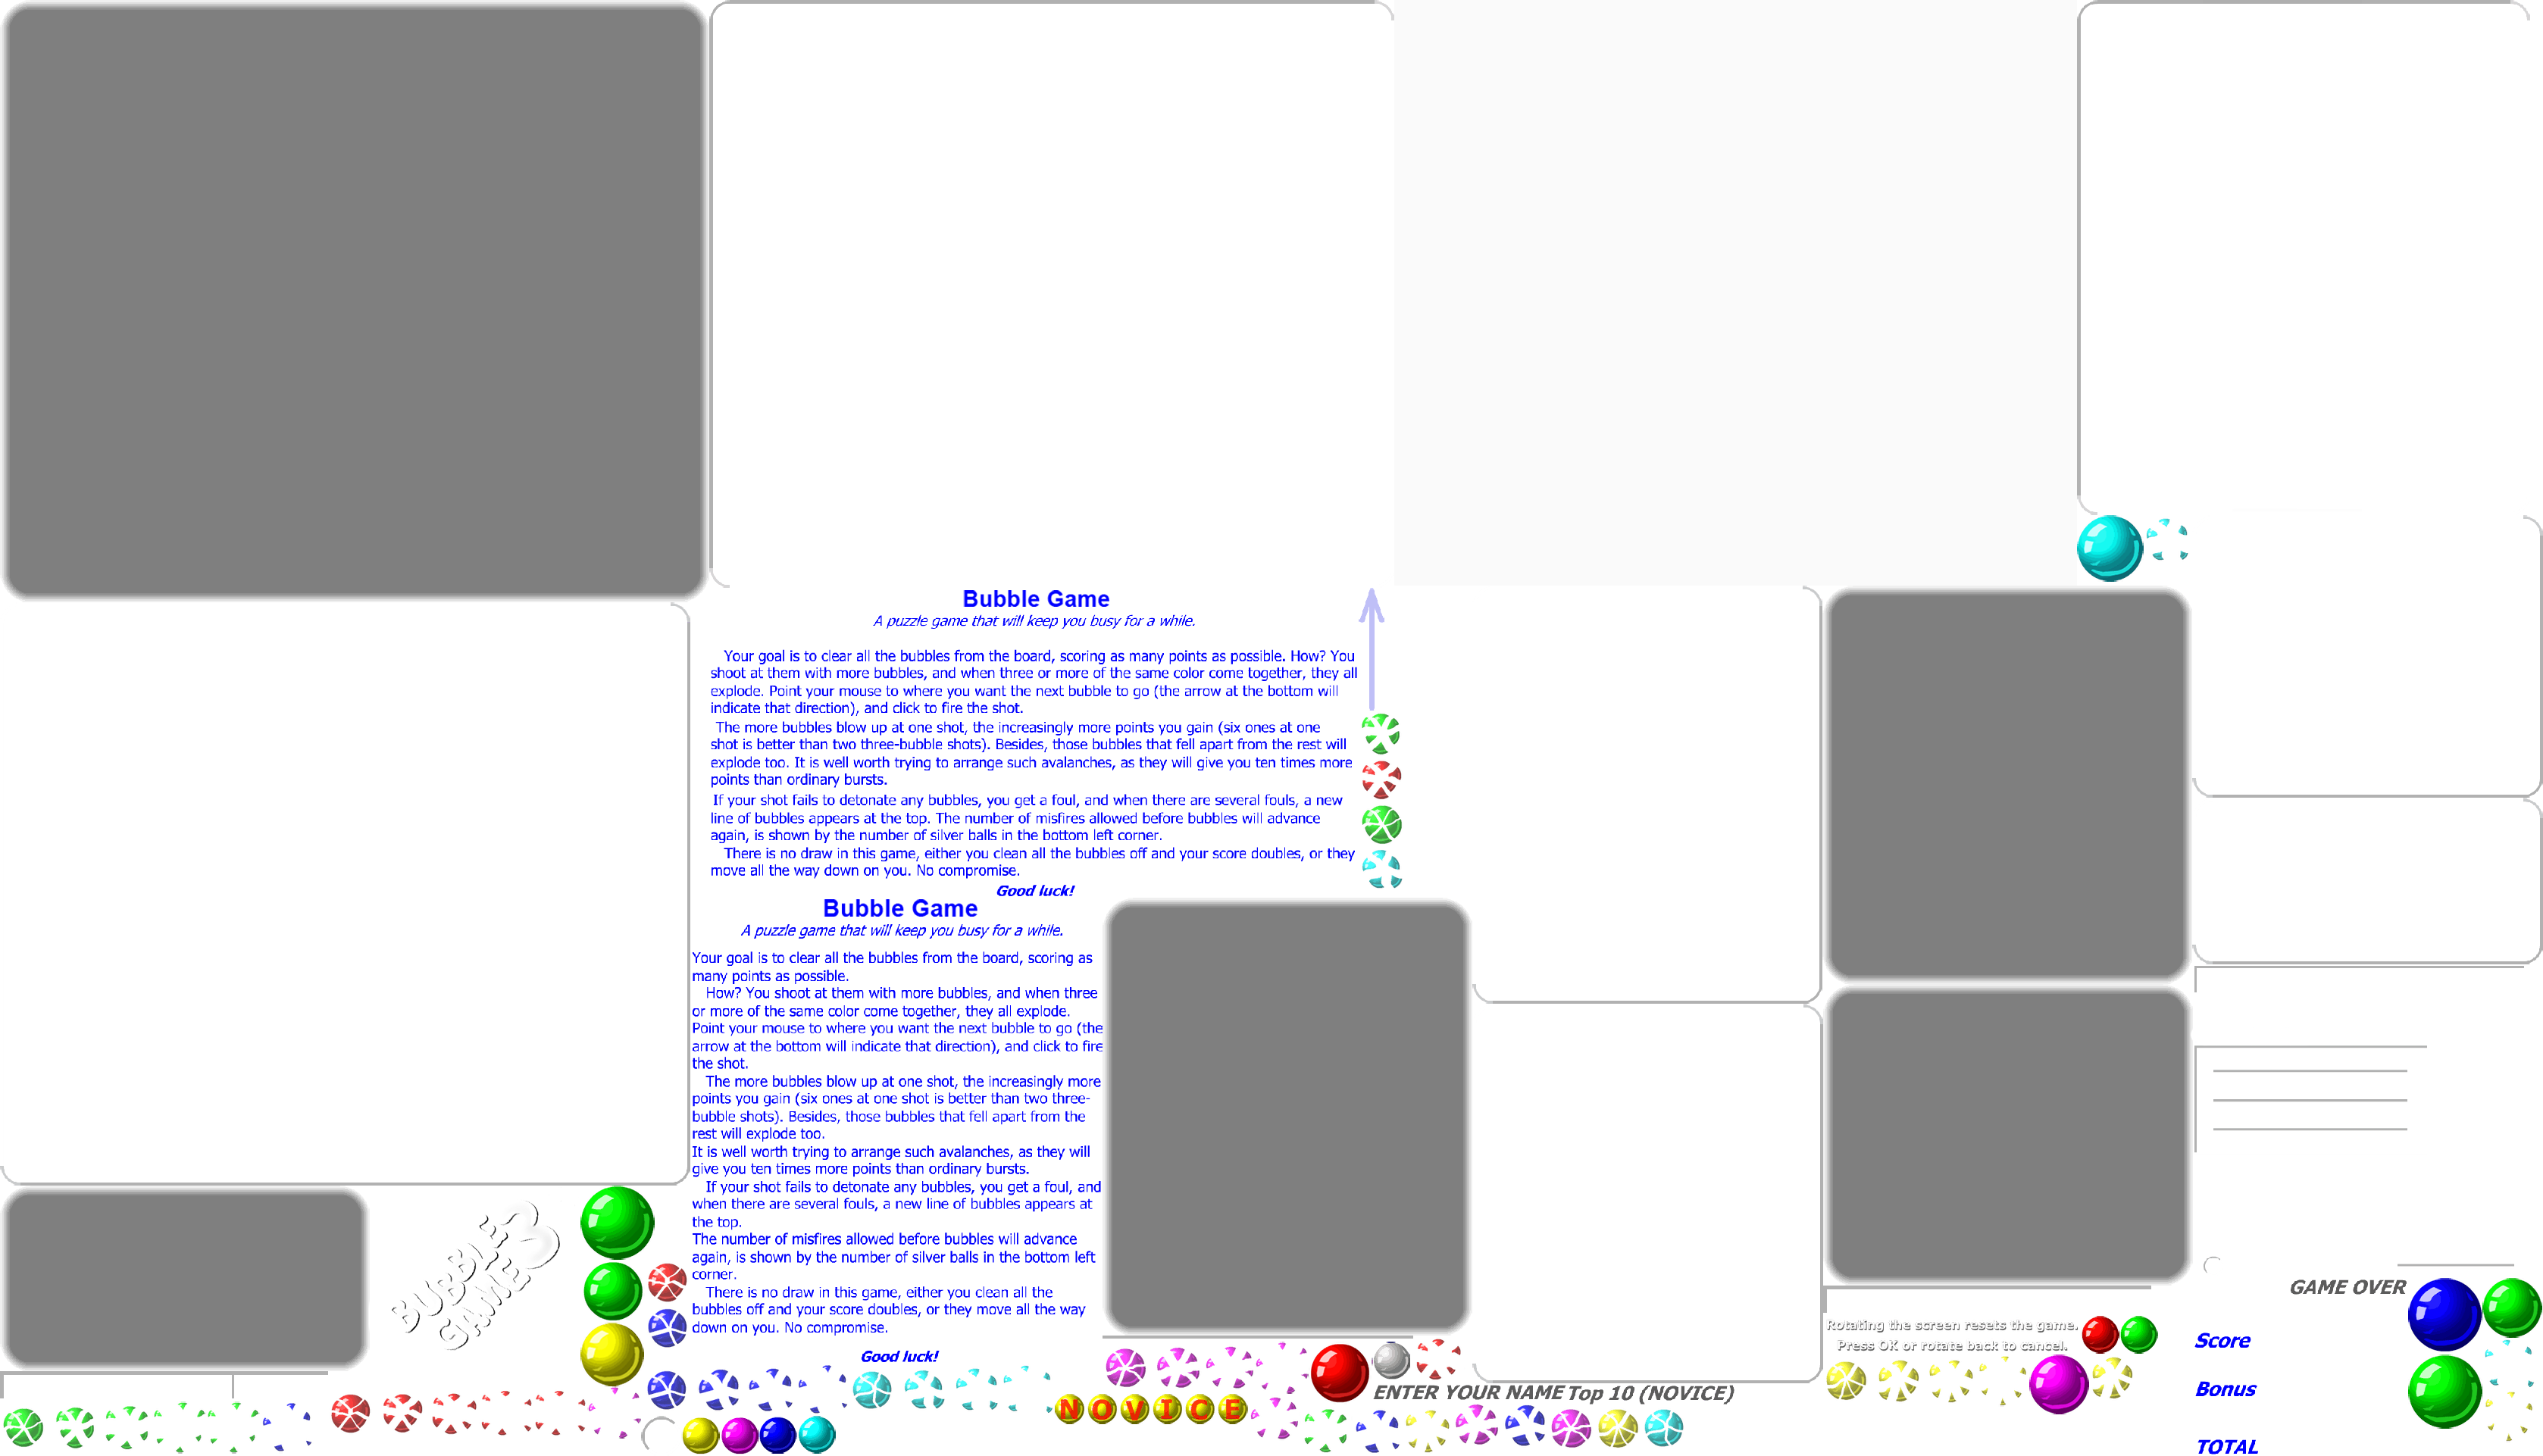 Bubble Game
A puzzle game that will keep you busy for a while.
Your goal is to clear all the bubbles from the board, scoring as many points as possible. How? You
shoot at them with more bubbles, and when three or more of the same color come together, they all
explode. Point your mouse to where you want the next bubble to go (the arrow at the bottom will
indicate that direction), and click to fire the shot.
The more bubbles blow up at one shot, the increasingly more points you gain (six ones at one
shot is better than two three-bubble shots). Besides, those bubbles that fell apart from the rest will
explode too. It is well worth trying to arrange such avalanches, as they will give you ten times more
points than ordinary bursts.
If your shot fails to detonate any bubbles, you get a foul, and when there are several fouls, a new
line of bubbles appears at the top. The number of misfires allowed before bubbles will advance
again, is shown by the number of silver balls in the bottom left corner.
There is no draw in this game, either you clean all the bubbles off and your score doubles, or they
move all the way down on you. No compromise.
Good luck!
Bubble Game
A puzzle game that will keep you busy for a while.
Your goal is to clear all the bubbles from the board, scoring as
many points as possible.
How? You shoot at them with more bubbles, and when three
or more of the same color come together, they all explode.
Point your mouse to where you want the next bubble to go (the
arrow at the bottom will indicate that direction), and click to fire
the shot.
The more bubbles blow up at one shot, the increasingly more
points you gain (six ones at one shot is better than two three-
bubble shots). Besides, those bubbles that fell apart from the
rest will explode too.
It is well worth trying to arrange such avalanches, as they will
give you ten times more points than ordinary bursts.
If your shot fails to detonate any bubbles, you get a foul, and
when there are several fouls, a new line of bubbles appears at
the top.
The number of misfires allowed before bubbles will advance
again, is shown by the number of silver balls in the bottom left
corner.
There is no draw in this game, either you clean all the
bubbles off and your score doubles, or they move all the way
down on you. No compromise.
Good luck!
BUBBLE
GAME 3
NOVICE
ENTER YOUR NAME
Top 10 (NOVICE)
Rotating the screen resets the game.
Press OK or rotate back to cancel.
GAME OVER
Score
Bonus
TOTAL